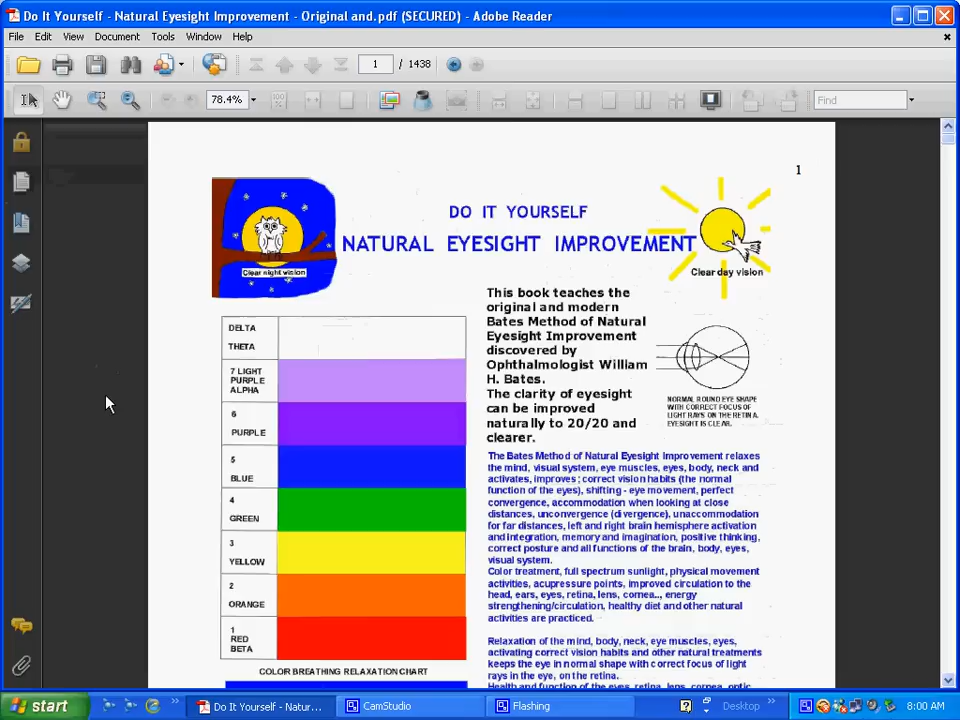 Do It Yourself - Natural Eyesight Improvement - Original and.pdf (SECURED) - Adobe Reader
File Edit View Document Tools Window Help
1 / 1438
78.4%
Find
1
DO IT YOURSELF
NATURAL EYESIGHT IMPROVEMENT
Clear night vision
Clear day vision
This book teaches the
original and modern
Bates Method of Natural
Eyesight Improvement
discovered by
Ophthalmologist William
H. Bates.
The clarity of eyesight
can be improved
naturally to 20/20 and
clearer.
NORMAL ROUND EYE SHAPE
WITH CORRECT FOCUS OF
LIGHT RAYS ON THE RETINA.
EYESIGHT IS CLEAR.
DELTA
THETA
7 LIGHT
PURPLE
ALPHA
6
PURPLE
5
BLUE
4
GREEN
3
YELLOW
2
ORANGE
1
RED
BETA
COLOR BREATHING RELAXATION CHART
The Bates Method of Natural Eyesight Improvement relaxes
the mind, visual system, eye muscles, eyes, body, neck and
activates, improves; correct vision habits (the normal
function of the eyes), shifting - eye movement, perfect
convergence, accommodation when looking at close
distances, unconvergence (divergence), unaccommodation
for far distances, left and right brain hemisphere activation
and integration, memory and imagination, positive thinking,
correct posture and all functions of the brain, body, eyes,
visual system.
Color treatment, full spectrum sunlight, physical movement
activities, acupressure points, improved circulation to the
head, ears, eyes, retina, lens, cornea.., energy
strengthening/circulation, healthy diet and other natural
activities are practiced.
Relaxation of the mind, body, neck, eye muscles, eyes,
activating correct vision habits and other natural treatments
keeps the eye in normal shape with correct focus of light
rays in the eye, on the retina.
Health and function of the eyes, retina, lens, cornea, optic
start
Do It Yourself - Natur...
CamStudio
Flashing
Desktop
8:00 AM